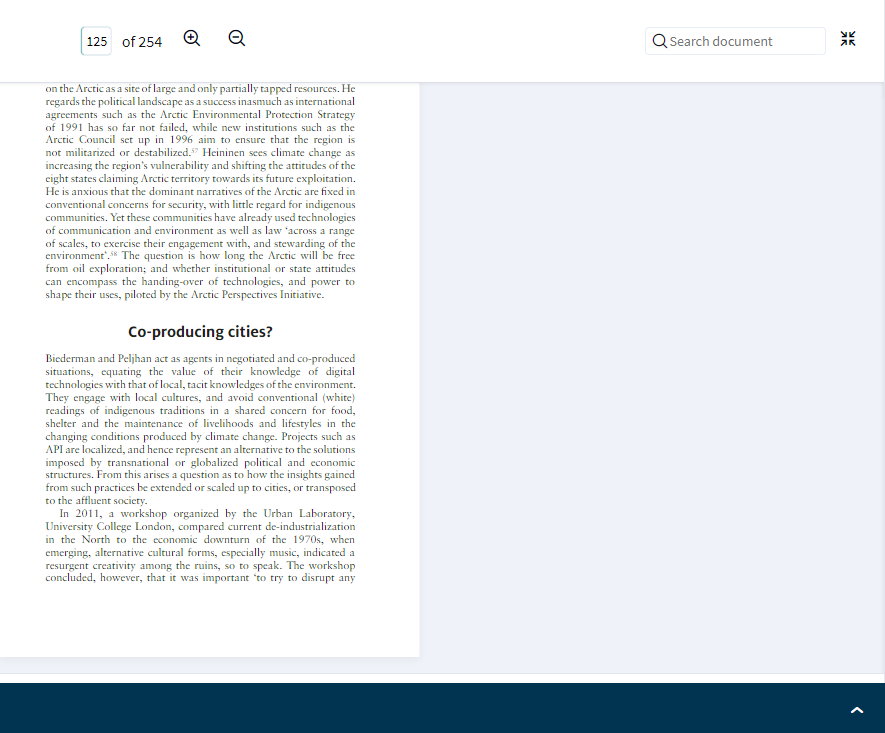 125 of 254
Search document
on the Arctic as a site of large and only partially tapped resources. He
regards the political landscape as a success inasmuch as international
agreements such as the Arctic Environmental Protection Strategy
of 1991 has so far not failed, while new institutions such as the
Arctic Council set up in 1996 aim to ensure that the region is
not militarized or destabilized.³⁷ Heininen sees climate change as
increasing the region's vulnerability and shifting the attitudes of the
eight states claiming Arctic territory towards its future exploitation.
He is anxious that the dominant narratives of the Arctic are fixed in
conventional concerns for security, with little regard for indigenous
communities. Yet these communities have already used technologies
of communication and environment as well as law ‘across a range
of scales, to exercise their engagement with, and stewarding of the
environment’.³⁸ The question is how long the Arctic will be free
from oil exploration; and whether institutional or state attitudes
can encompass the handing-over of technologies, and power to
shape their uses, piloted by the Arctic Perspectives Initiative.
Co-producing cities?
Biederman and Peljhan act as agents in negotiated and co-produced
situations, equating the value of their knowledge of digital
technologies with that of local, tacit knowledges of the environment.
They engage with local cultures, and avoid conventional (white)
readings of indigenous traditions in a shared concern for food,
shelter and the maintenance of livelihoods and lifestyles in the
changing conditions produced by climate change. Projects such as
API are localized, and hence represent an alternative to the solutions
imposed by transnational or globalized political and economic
structures. From this arises a question as to how the insights gained
from such practices be extended or scaled up to cities, or transposed
to the affluent society.
In 2011, a workshop organized by the Urban Laboratory,
University College London, compared current de-industrialization
in the North to the economic downturn of the 1970s, when
emerging, alternative cultural forms, especially music, indicated a
resurgent creativity among the ruins, so to speak. The workshop
concluded, however, that it was important ‘to try to disrupt any